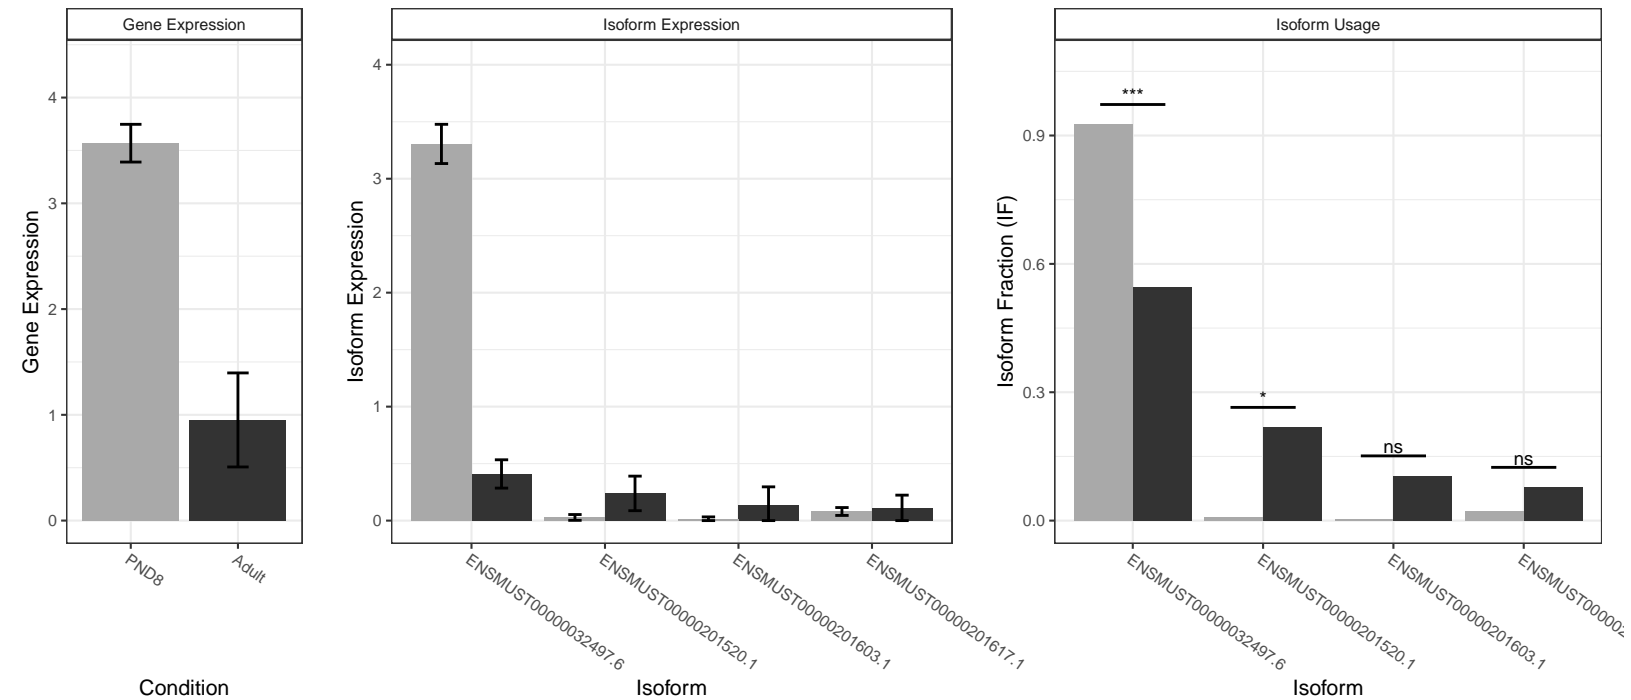 Gene Expression
Isoform Expression
Isoform Usage
Gene Expression
4
3
2
1
0
PND8
Adult
Condition
Isoform Expression
4
3
2
1
0
ENSMUST00000032497.6
ENSMUST00000201520.1
ENSMUST00000201603.1
ENSMUST00000201617.1
Isoform
Isoform Fraction (IF)
0.9
0.6
0.3
0.0
***
*
ns
ns
ENSMUST00000032497.6
ENSMUST00000201520.1
ENSMUST00000201603.1
Isoform